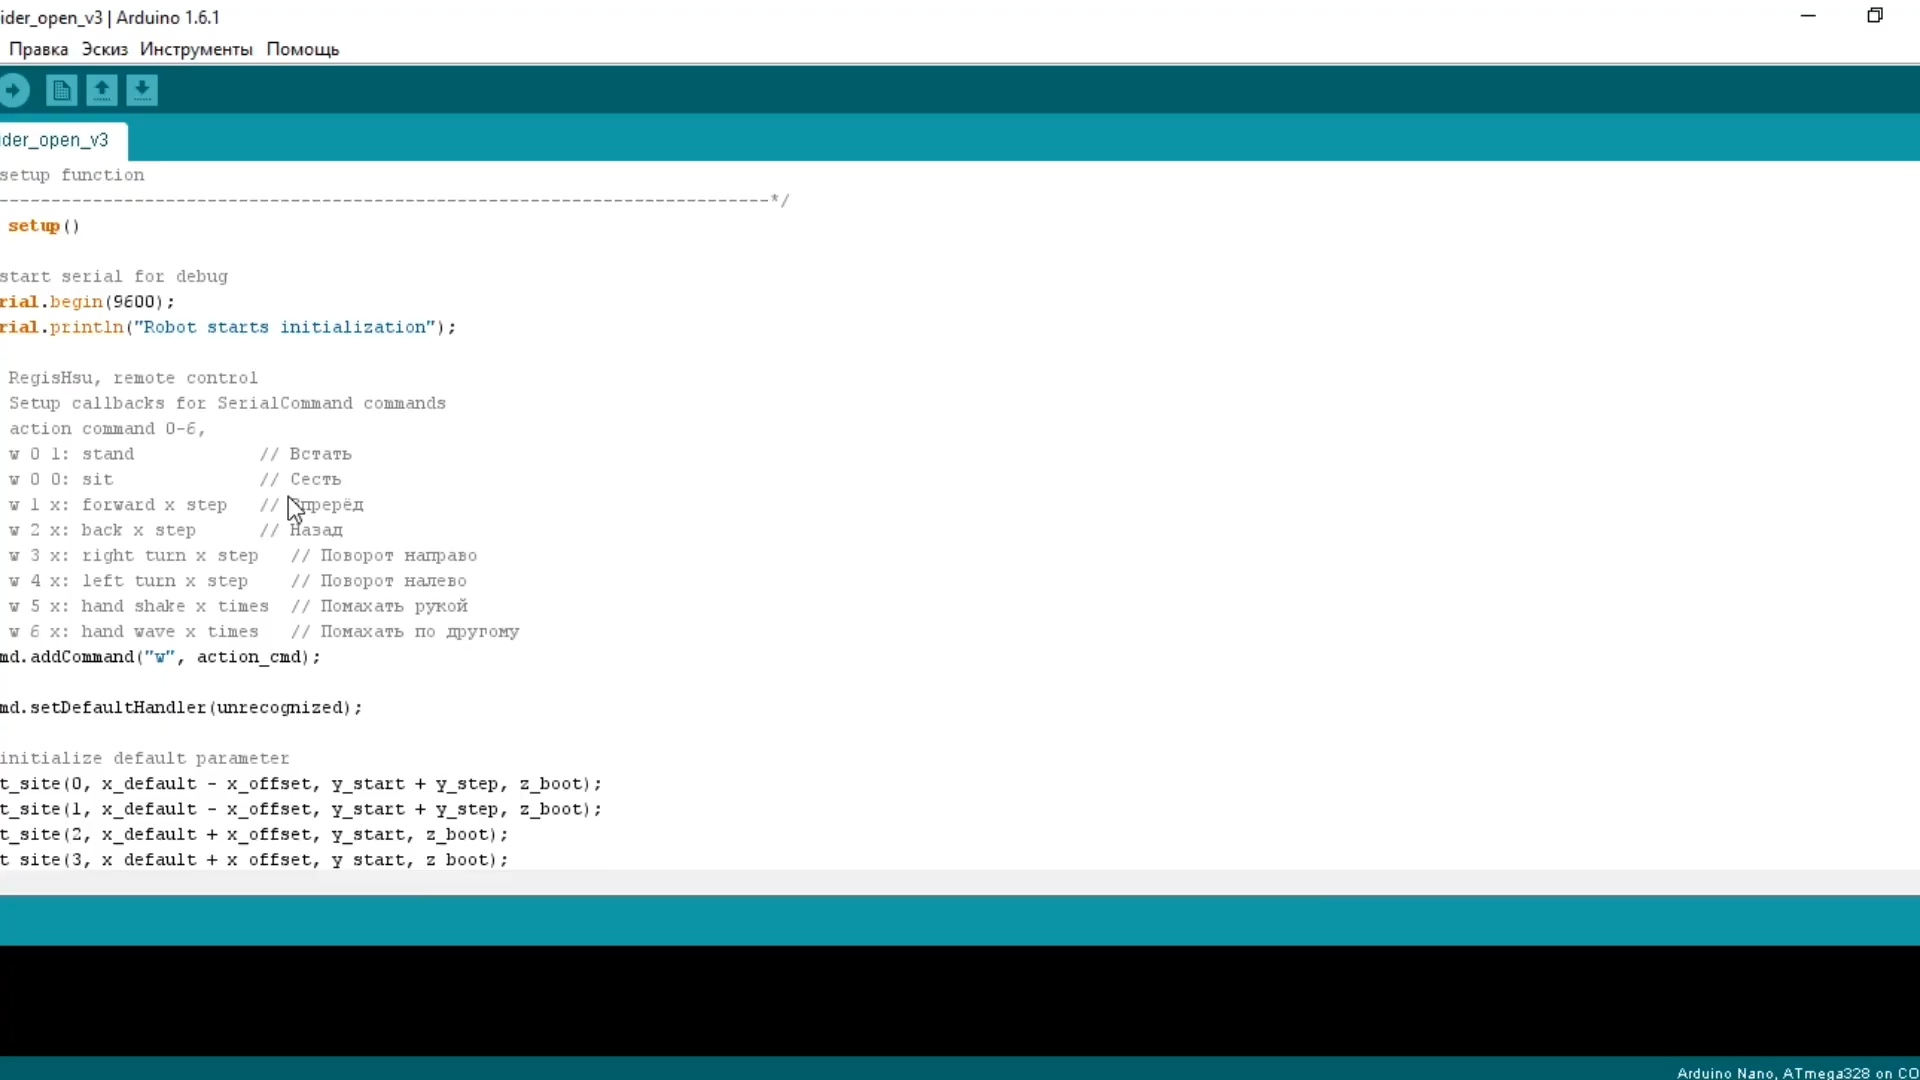 ider_open_v3 | Arduino 1.6.1
Правка Эскиз Инструменты Помощь
ider_open_v3
setup function
---------------------------------------------------------------------------*/
setup()
start serial for debug
rial.begin(9600);
rial.println("Robot starts initialization");
RegisHsu, remote control
Setup callbacks for SerialCommand commands
action command 0-6,
w 0 1: stand // Встать
w 0 0: sit // Сесть
w 1 x: forward x step //
w 2 x: back x step // Назад
w 3 x: right turn x step // Поворот направо
w 4 x: left turn x step // Поворот налево
w 5 x: hand shake x times // Помахать рукой
w 6 x: hand wave x times // Помахать по другому
md.addCommand("w", action_cmd);
md.setDefaultHandler(unrecognized);
initialize default parameter
t_site(0, x_default - x_offset, y_start + y_step, z_boot);
t_site(1, x_default - x_offset, y_start + y_step, z_boot);
t_site(2, x_default + x_offset, y_start, z_boot);
t_site(3, x_default + x_offset, y_start, z_boot);
Arduino Nano, ATmega328 on CO